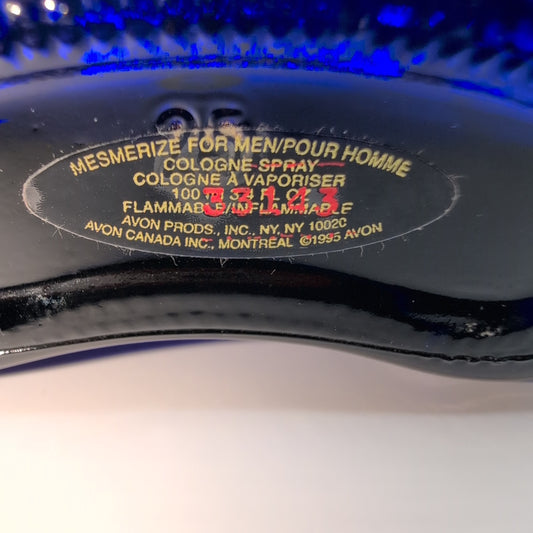 MESMERIZE FOR MEN/POUR HOMME
COLOGNE SPRAY
COLOGNE À VAPORISER
100
33143
FLAMMABLE/INFLAMMABLE
AVON PRODS., INC., NY, NY 10020
AVON CANADA INC., MONTRÉAL ©1995 AVON